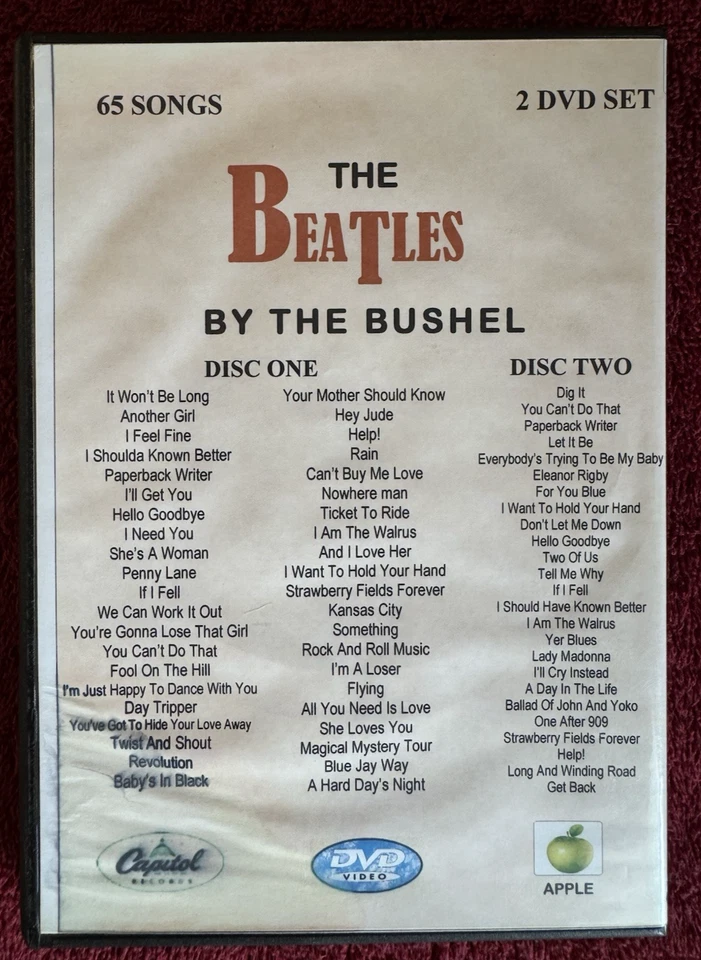 65 SONGS
2 DVD SET
THE
BEATLES
BY THE BUSHEL
DISC ONE
It Won't Be Long
Another Girl
I Feel Fine
I Shoulda Known Better
Paperback Writer
I'll Get You
Hello Goodbye
I Need You
She's A Woman
Penny Lane
If I Fell
We Can Work It Out
You're Gonna Lose That Girl
You Can't Do That
Fool On The Hill
I'm Just Happy To Dance With You
Day Tripper
You've Got To Hide Your Love Away
Twist And Shout
Revolution
Baby's In Black
Your Mother Should Know
Hey Jude
Help!
Rain
Can't Buy Me Love
Nowhere man
Ticket To Ride
I Am The Walrus
And I Love Her
I Want To Hold Your Hand
Strawberry Fields Forever
Kansas City
Something
Rock And Roll Music
I'm A Loser
Flying
All You Need Is Love
She Loves You
Magical Mystery Tour
Blue Jay Way
A Hard Day's Night
DISC TWO
Dig It
You Can't Do That
Paperback Writer
Let It Be
Everybody's Trying To Be My Baby
Eleanor Rigby
For You Blue
I Want To Hold Your Hand
Don't Let Me Down
Hello Goodbye
Two Of Us
Tell Me Why
If I Fell
I Should Have Known Better
I Am The Walrus
Yer Blues
Lady Madonna
I'll Cry Instead
A Day In The Life
Ballad Of John And Yoko
One After 909
Strawberry Fields Forever
Help!
Long And Winding Road
Get Back
Capitol
RECORDS
DVD
VIDEO
APPLE